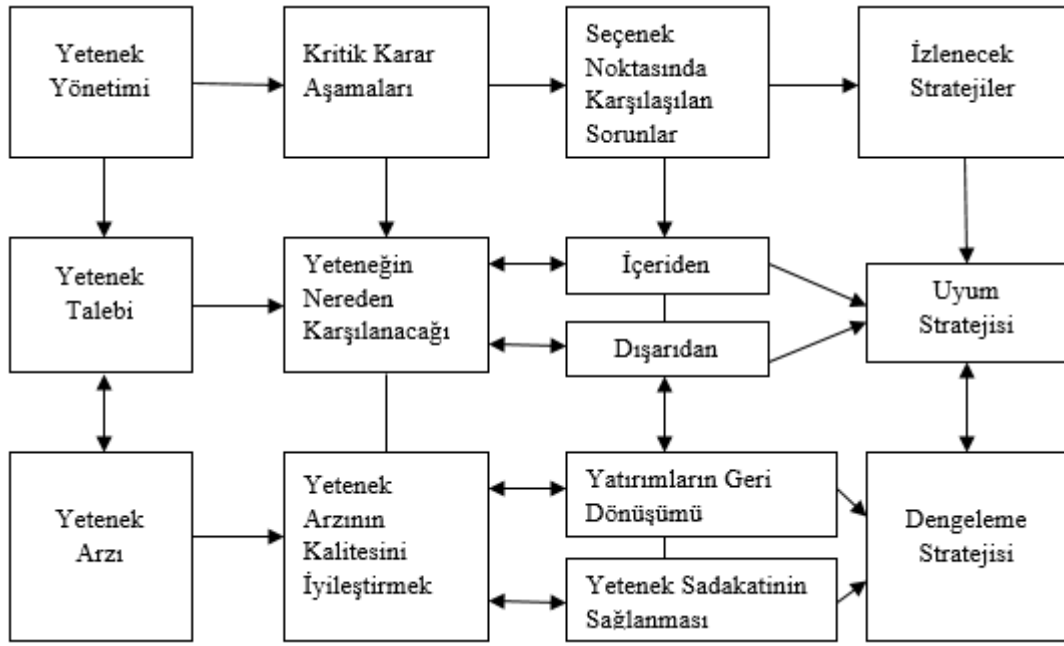 Yetenek
Yönetimi
Kritik Karar
Aşamaları
Seçenek
Noktasında
Karşılaşılan
Sorunlar
İzlenecek
Stratejiler
Yetenek
Talebi
Yeteneğin
Nereden
Karşılanacağı
İçeriden
Dışarıdan
Uyum
Stratejisi
Yetenek
Arzı
Yetenek
Arzının
Kalitesini
İyileştirmek
Yatırımların Geri
Dönüşümü
Yetenek Sadakatinin
Sağlanması
Dengeleme
Stratejisi